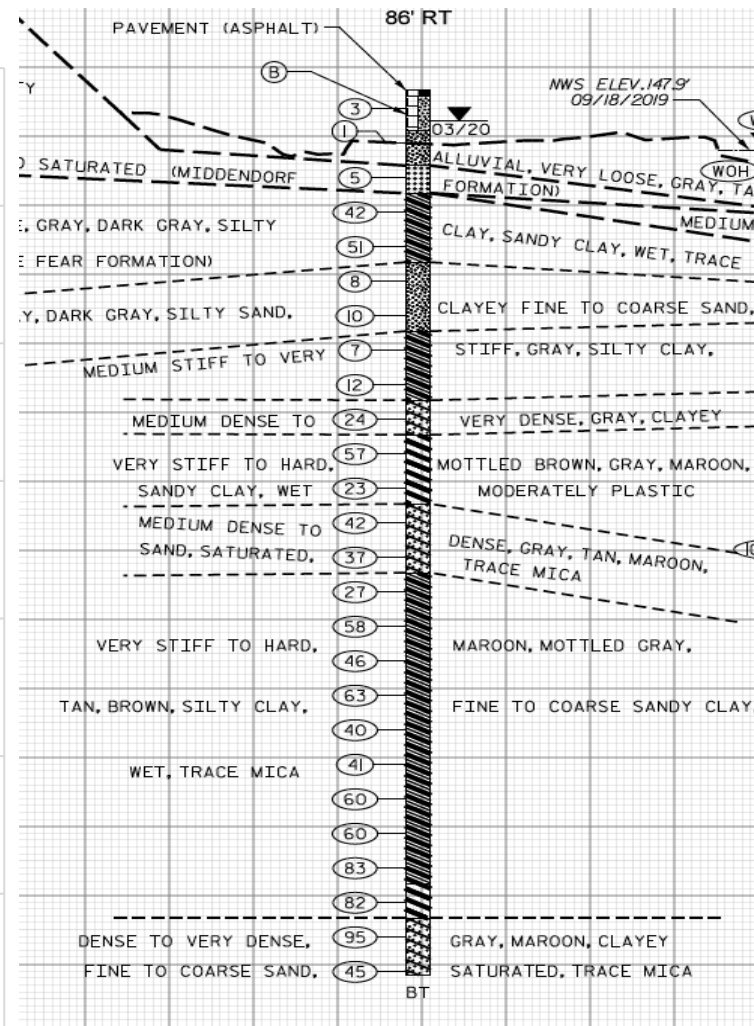 86' RT
PAVEMENT (ASPHALT)
B
NWS ELEV.147.9'
09/18/2019
3
1
03/20
SATURATED (MIDDENDORF
ALLUVIAL, VERY LOOSE, GRAY,
WOH
5
FORMATION)
42
GRAY, DARK GRAY, SILTY
MEDIUM
CLAY, SANDY CLAY, WET, TRACE
51
FEAR FORMATION)
8
DARK GRAY, SILTY SAND,
10
CLAYEY FINE TO COARSE SAND,
MEDIUM STIFF TO VERY
7
STIFF, GRAY, SILTY CLAY,
12
MEDIUM DENSE TO
24
VERY DENSE, GRAY, CLAYEY
57
VERY STIFF TO HARD,
MOTTLED BROWN, GRAY, MAROON,
SANDY CLAY, WET
23
MODERATELY PLASTIC
MEDIUM DENSE TO
42
DENSE, GRAY, TAN, MAROON,
SAND, SATURATED,
37
TRACE MICA
27
58
VERY STIFF TO HARD,
MAROON, MOTTLED GRAY,
46
63
TAN, BROWN, SILTY CLAY,
FINE TO COARSE SANDY CLAY,
40
41
WET, TRACE MICA
60
60
83
82
DENSE TO VERY DENSE,
95
GRAY, MAROON, CLAYEY
FINE TO COARSE SAND,
45
SATURATED, TRACE MICA
BT